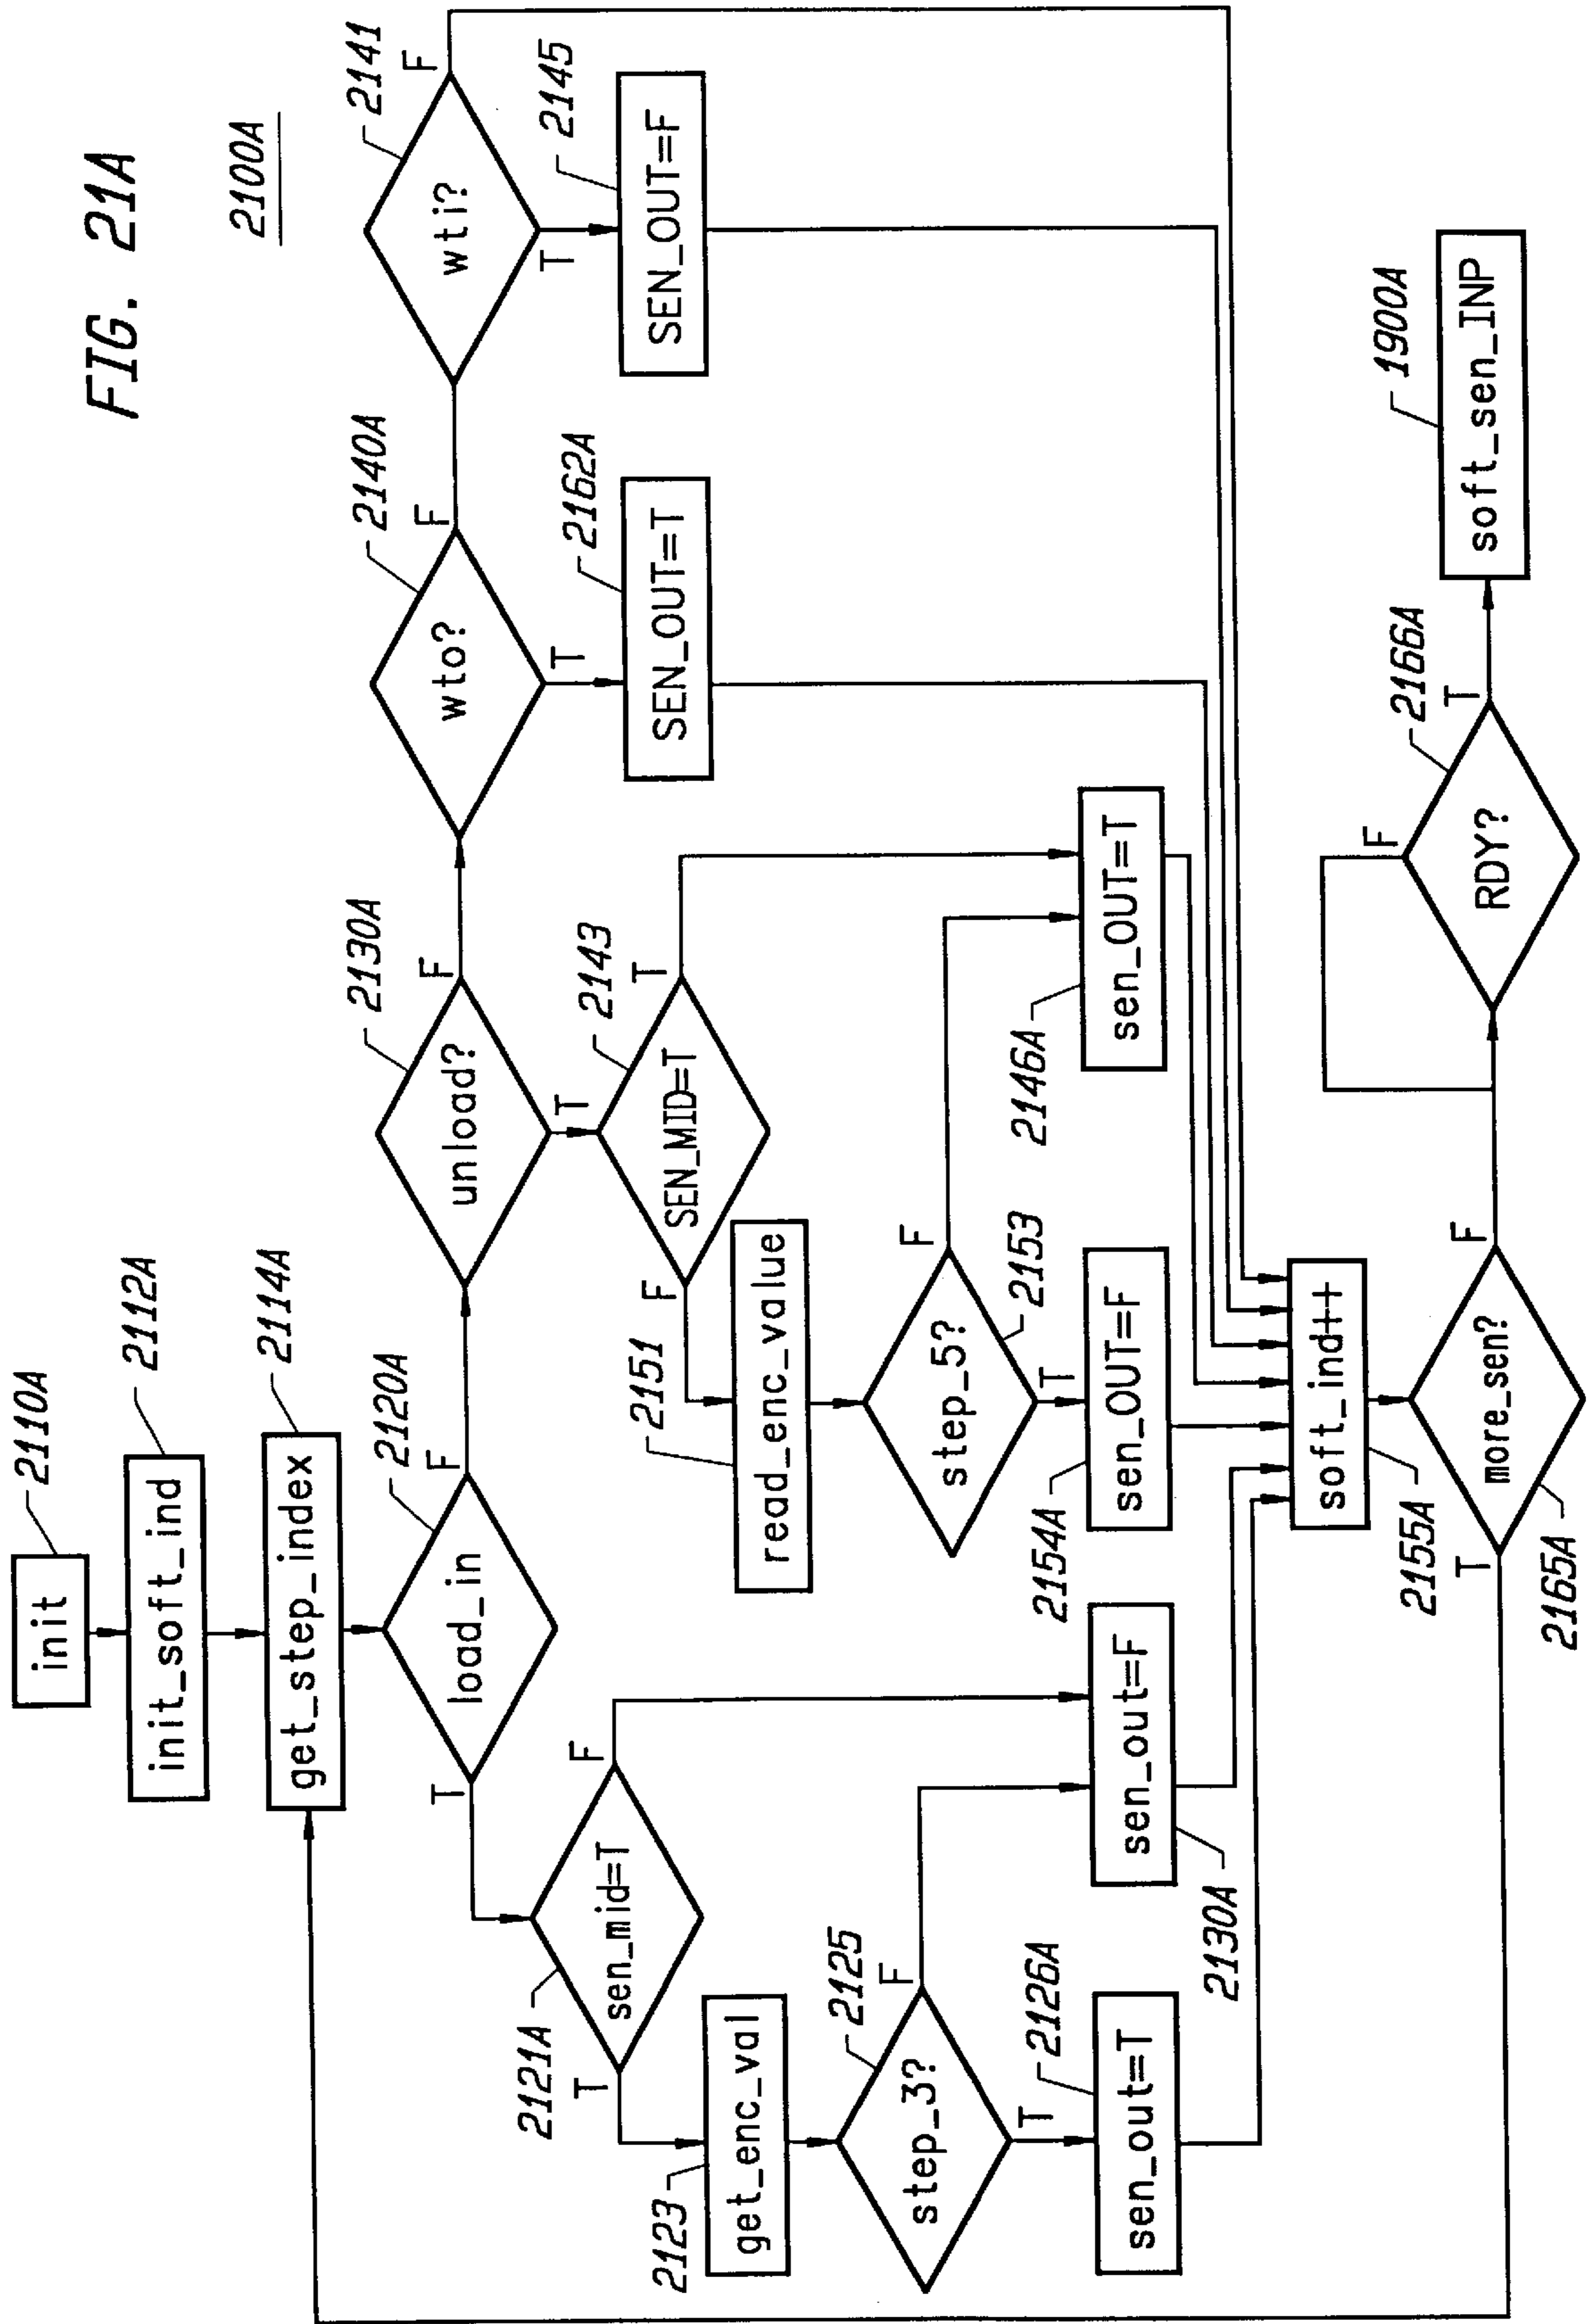 FIG. 21A
2100A
init
2110A
init_soft_ind
2112A
get_step_index
2114A
load_in
2120A
T
F
unload?
2130A
F
T
wto?
2140A
F
T
wti?
2141
F
T
sen_mid=T
2121A
T
F
SEN_MID=T
2143
F
T
SEN_OUT=T
2162A
SEN_OUT=F
2145
get_enc_val
2123
read_enc_value
2151
step_3?
2125
F
T
step_5?
2153
F
T
sen_out=T
2126A
sen_out=F
2130A
sen_OUT=F
2154A
sen_OUT=T
2146A
soft_ind++
2155A
more_sen?
2165A
T
F
RDY?
2166A
F
T
soft_sen_INP
1900A